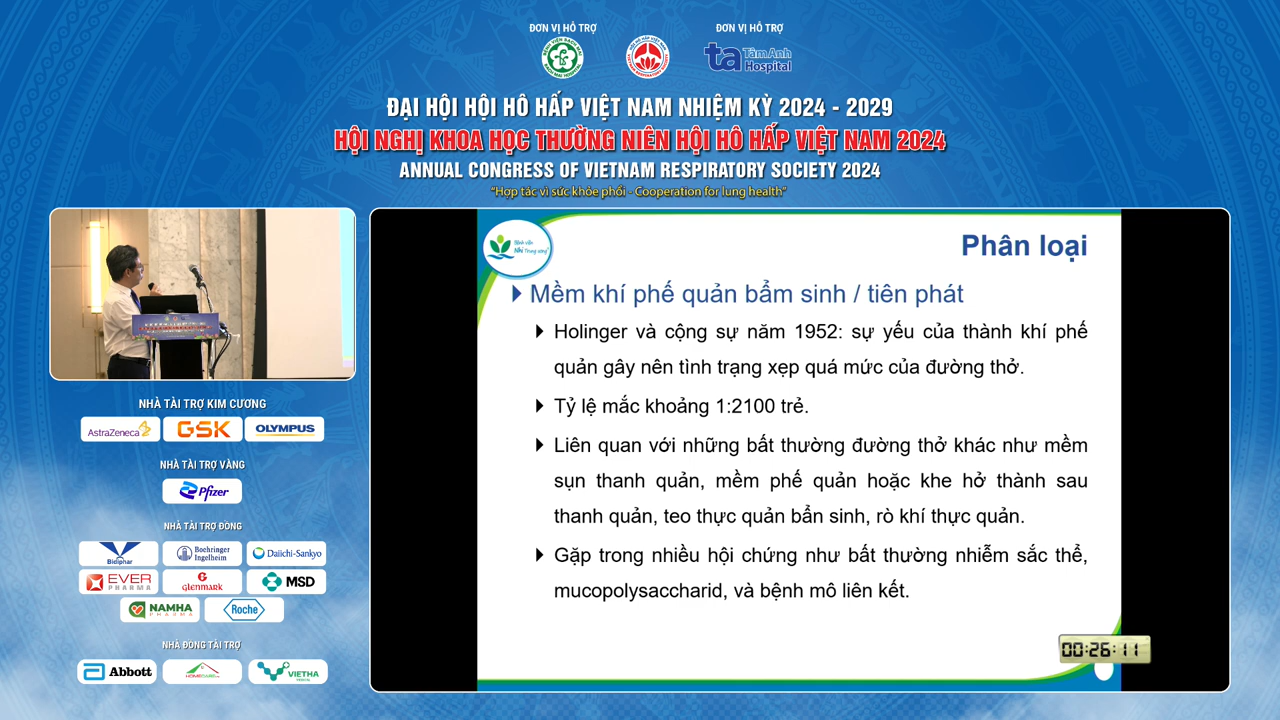 ĐƠN VỊ HỖ TRỢ
ĐƠN VỊ HỖ TRỢ
TâmAnh
Hospital
ĐẠI HỘI HỘI HÔ HẤP VIỆT NAM NHIỆM KỲ 2024 - 2029
HỘI NGHỊ KHOA HỌC THƯỜNG NIÊN HỘI HÔ HẤP VIỆT NAM 2024
ANNUAL CONGRESS OF VIETNAM RESPIRATORY SOCIETY 2024
“Hợp tác vì sức khỏe phổi - Cooperation for lung health”
NHÀ TÀI TRỢ KIM CƯƠNG
AstraZeneca
GSK
OLYMPUS
NHÀ TÀI TRỢ VÀNG
Pfizer
NHÀ TÀI TRỢ ĐỒNG
Bidiphar
Boehringer
Ingelheim
Daiichi-Sankyo
EVER
PHARMA
GLENMARK
MSD
NAMHA
PHARMA
Roche
NHÀ ĐỒNG TÀI TRỢ
Abbott
VIETHA
Bệnh viện
Nhi Trung ương
Phân loại
Mềm khí phế quản bẩm sinh / tiên phát
Holinger và cộng sự năm 1952: sự yếu của thành khí phế
quản gây nên tình trạng xẹp quá mức của đường thở.
Tỷ lệ mắc khoảng 1:2100 trẻ.
Liên quan với những bất thường đường thở khác như mềm
sụn thanh quản, mềm phế quản hoặc khe hở thành sau
thanh quản, teo thực quản bẩn sinh, rò khí thực quản.
Gặp trong nhiều hội chứng như bất thường nhiễm sắc thể,
mucopolysaccharid, và bệnh mô liên kết.
00:26:11